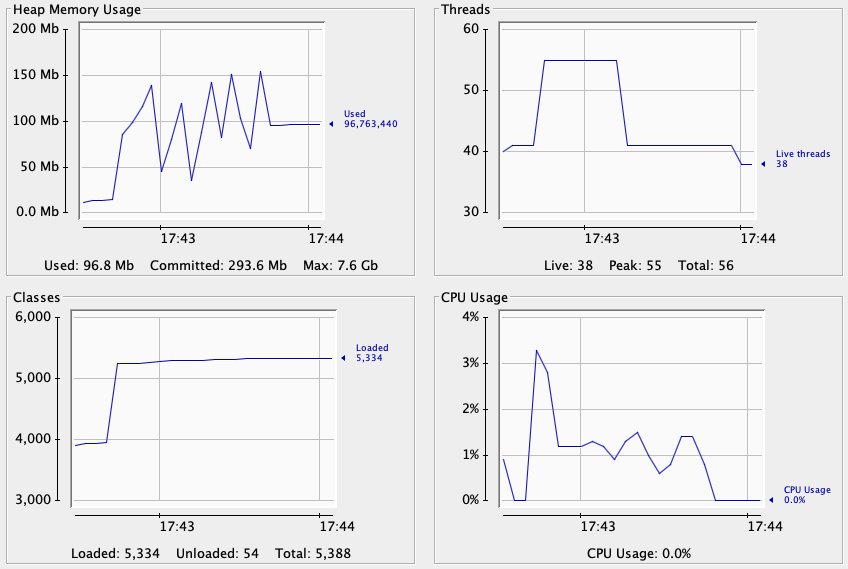 Heap Memory Usage
200 Mb
150 Mb
100 Mb
50 Mb
0.0 Mb
Used
96,763,440
17:43
17:44
Used: 96.8 Mb Committed: 293.6 Mb Max: 7.6 Gb
Threads
60
50
40
30
Live threads
38
17:43
17:44
Live: 38 Peak: 55 Total: 56
Classes
6,000
5,000
4,000
3,000
Loaded
5,334
17:43
17:44
Loaded: 5,334 Unloaded: 54 Total: 5,388
CPU Usage
4%
3%
2%
1%
0%
CPU Usage
0.0%
17:43
17:44
CPU Usage: 0.0%